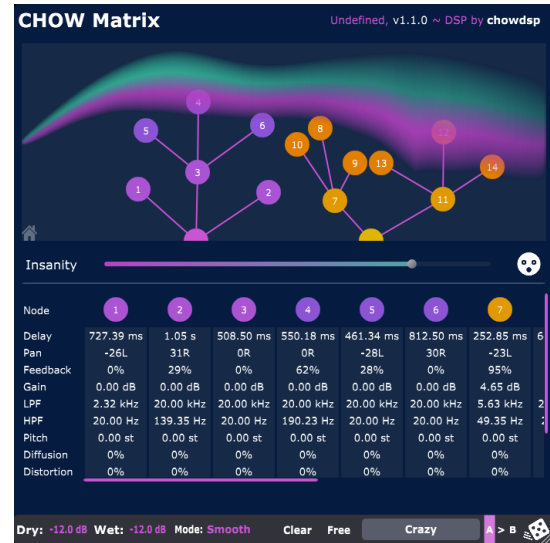 CHOW Matrix
Undefined, v1.1.0 ~ DSP by chowdsp
4
5
6
8
12
10
3
9
13
14
1
2
7
11
Insanity
Node 1 2 3 4 5 6 7
Delay 727.39 ms 1.05 s 508.50 ms 550.18 ms 461.34 ms 812.50 ms 252.85 ms 6
Pan -26L 31R 0R 0R -28L 30R -23L
Feedback 0% 29% 0% 62% 28% 0% 95%
Gain 0.00 dB 0.00 dB 0.00 dB 0.00 dB 0.00 dB 0.00 dB 4.65 dB
LPF 2.32 kHz 20.00 kHz 20.00 kHz 20.00 kHz 20.00 kHz 20.00 kHz 5.63 kHz 2
HPF 20.00 Hz 139.35 Hz 20.00 Hz 190.23 Hz 20.00 Hz 20.00 Hz 49.35 Hz 2
Pitch 0.00 st 0.00 st 0.00 st 0.00 st 0.00 st 0.00 st 0.00 st
Diffusion 0% 0% 0% 0% 0% 0% 0%
Distortion 0% 0% 0% 0% 0% 0% 0%
Dry: -12.0 dB Wet: -12.0 dB Mode: Smooth Clear Free Crazy A > B